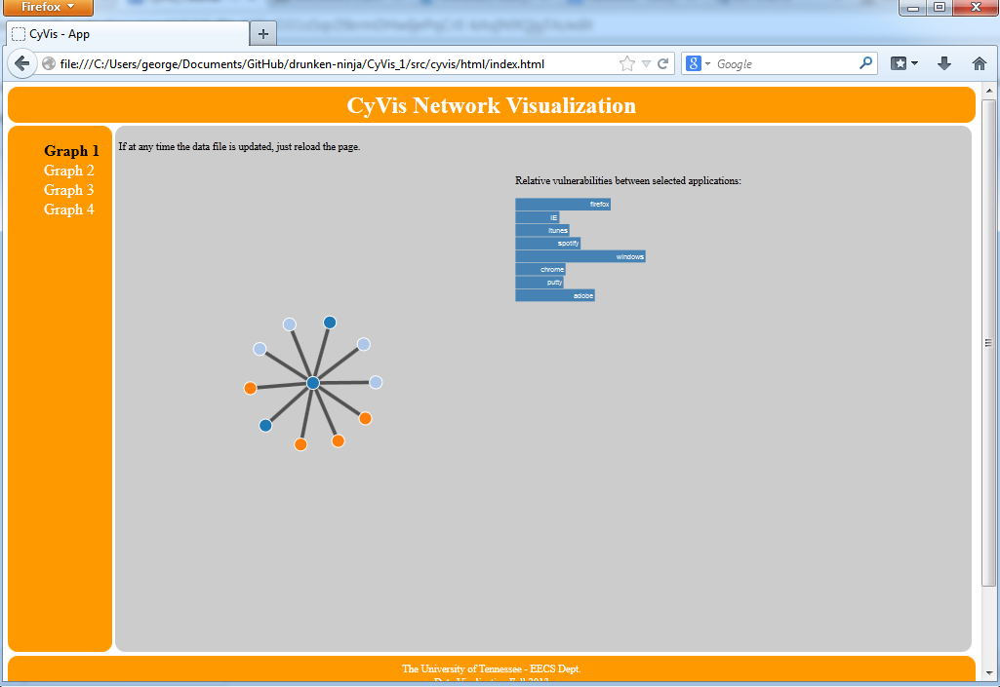 Firefox
CyVis - App
file:///C:/Users/george/Documents/GitHub/drunken-ninja/CyVis_1/src/cyvis/html/index.html
Google
CyVis Network Visualization
Graph 1
Graph 2
Graph 3
Graph 4
If at any time the data file is updated, just reload the page.
Relative vulnerabilities between selected applications:
firefox
IE
itunes
spotify
windows
chrome
putty
adobe
The University of Tennessee - EECS Dept.